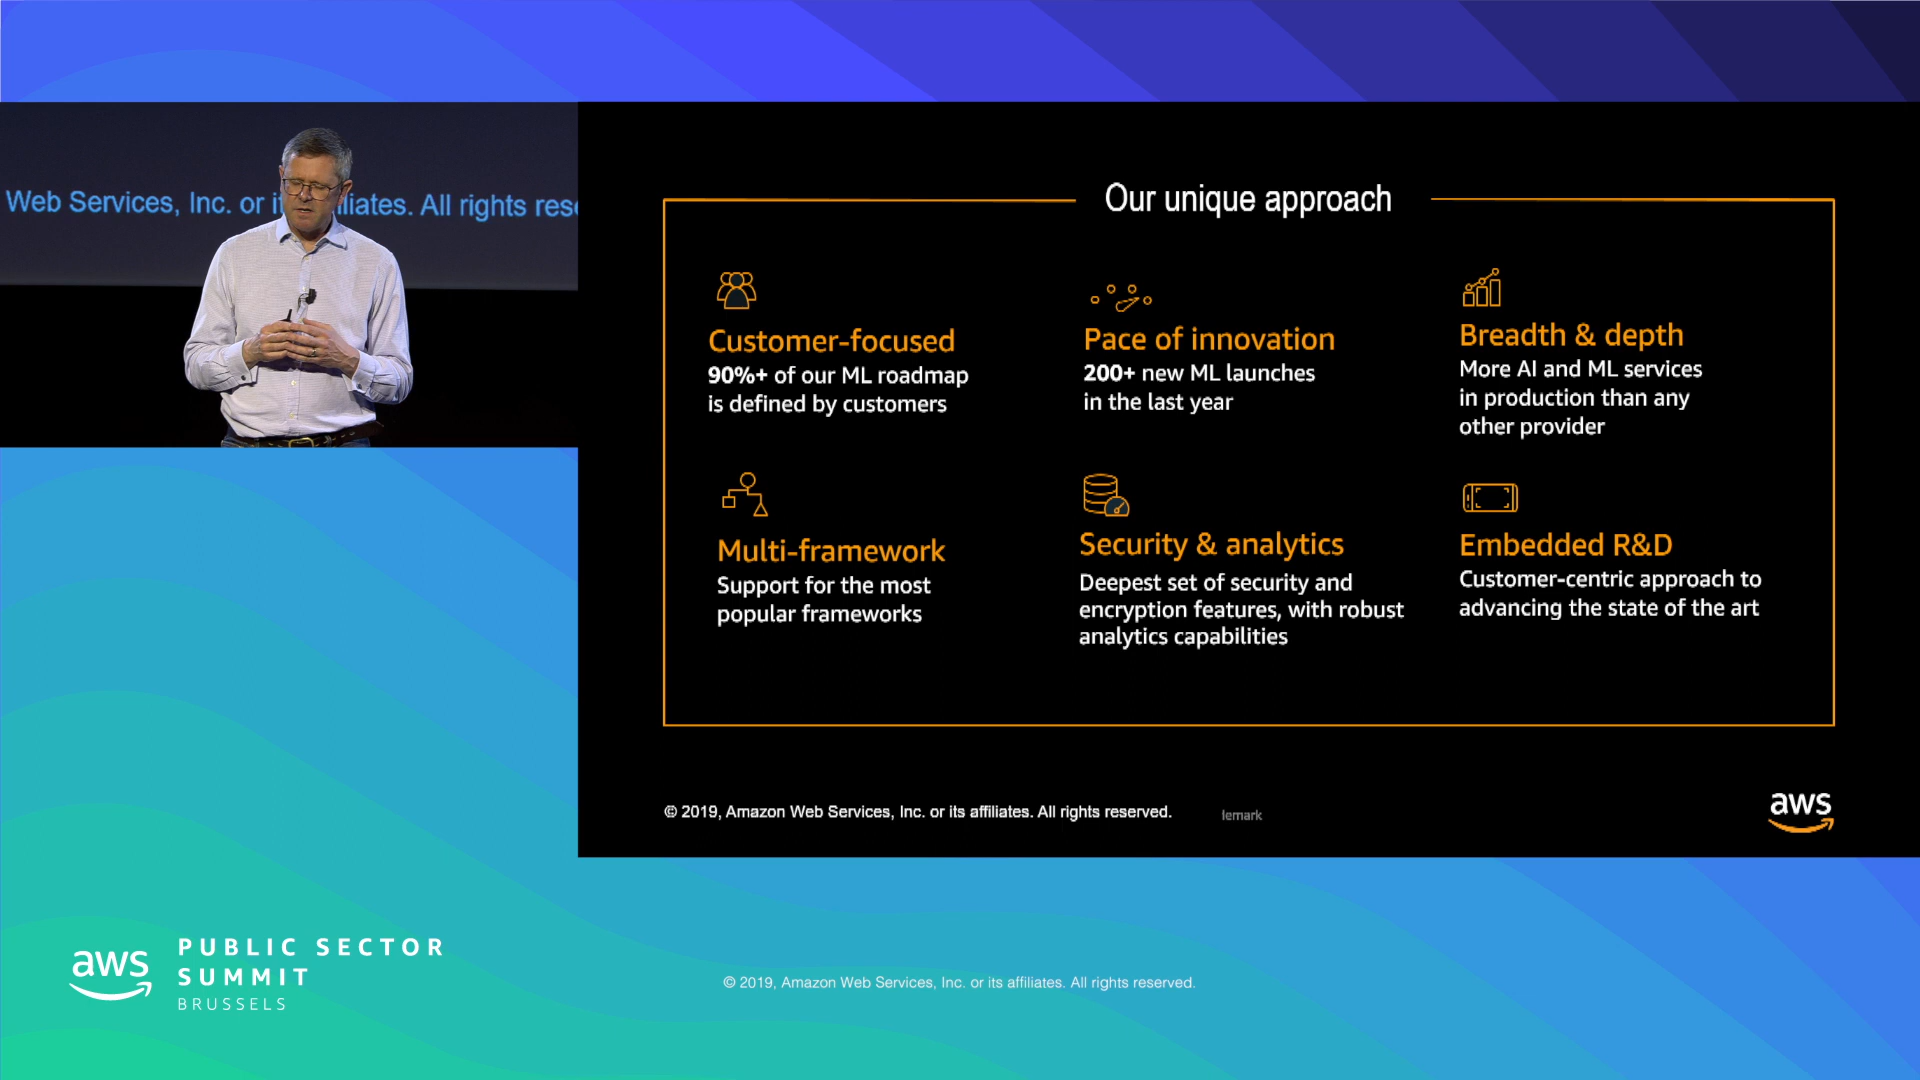 Web Services, Inc. or its affiliates. All rights rese
Our unique approach
Customer-focused
90%+ of our ML roadmap
is defined by customers
Pace of innovation
200+ new ML launches
in the last year
Breadth & depth
More AI and ML services
in production than any
other provider
Multi-framework
Support for the most
popular frameworks
Security & analytics
Deepest set of security and
encryption features, with robust
analytics capabilities
Embedded R&D
Customer-centric approach to
advancing the state of the art
© 2019, Amazon Web Services, Inc. or its affiliates. All rights reserved.
lemark
aws
aws
PUBLIC SECTOR
SUMMIT
BRUSSELS
© 2019, Amazon Web Services, Inc. or its affiliates. All rights reserved.